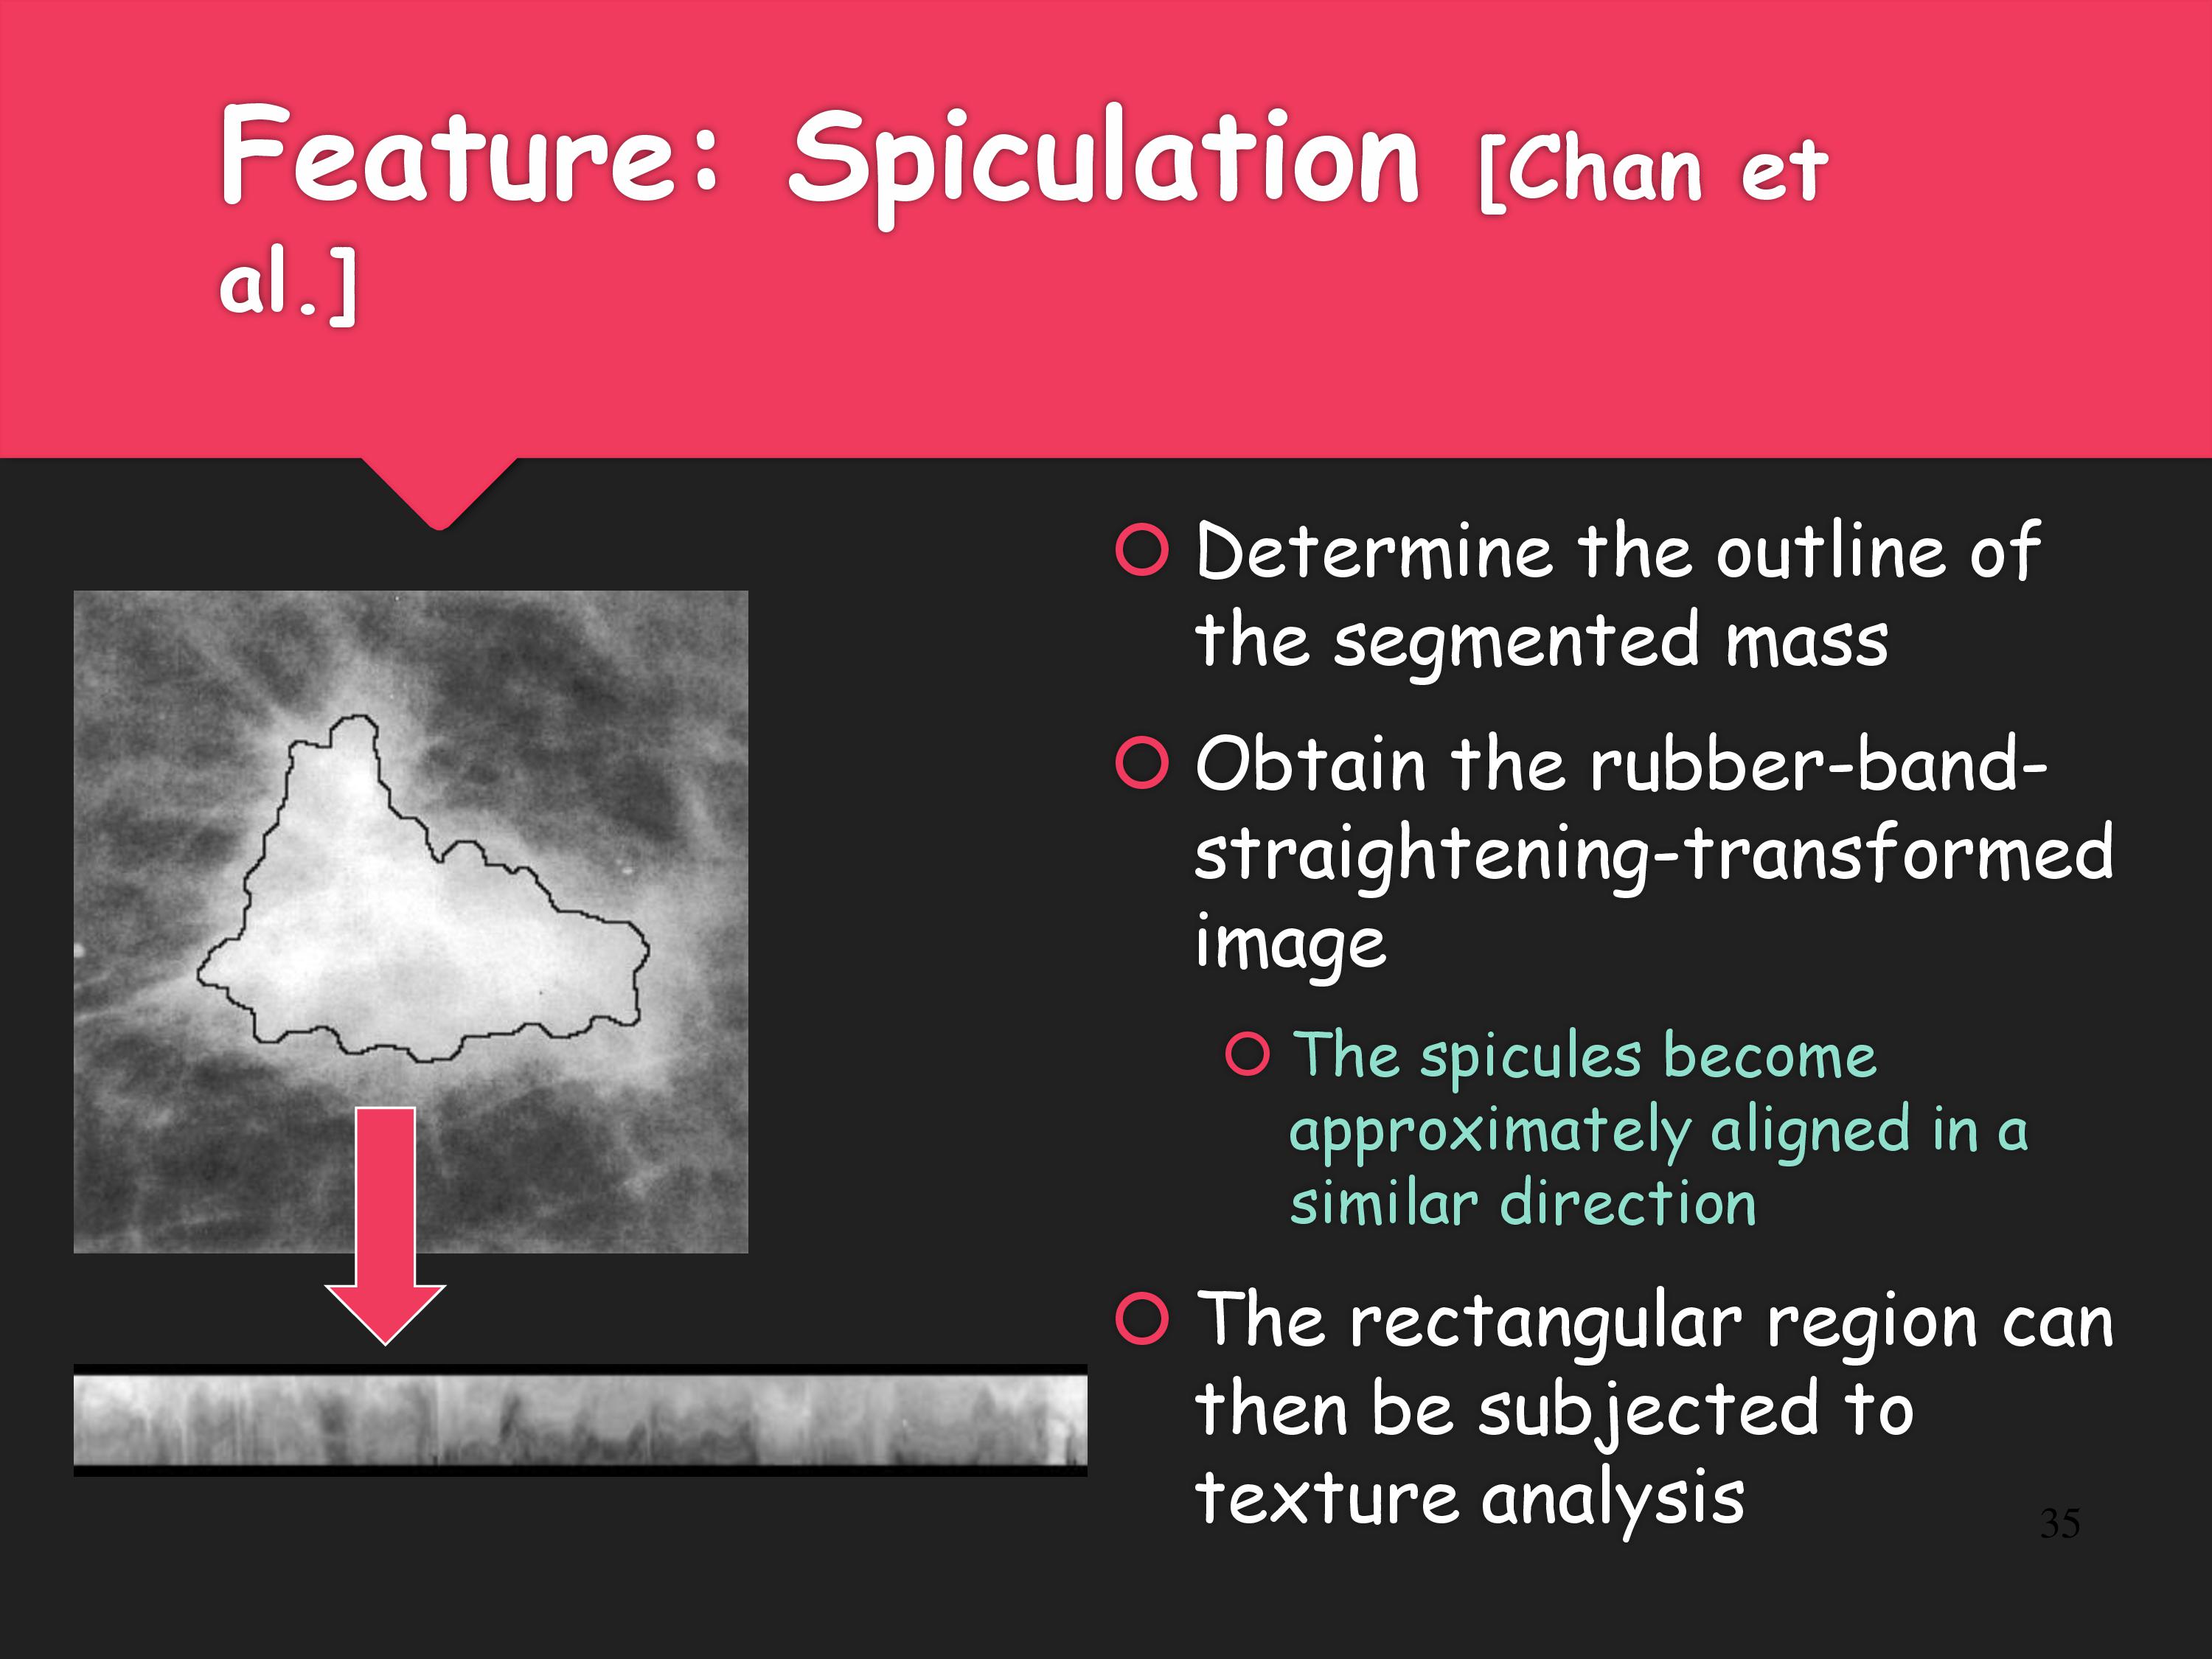 Feature: Spiculation [Chan et
al.]
Determine the outline of
the segmented mass
Obtain the rubber-band-
straightening-transformed
image
The spicules become
approximately aligned in a
similar direction
The rectangular region can
then be subjected to
texture analysis
35